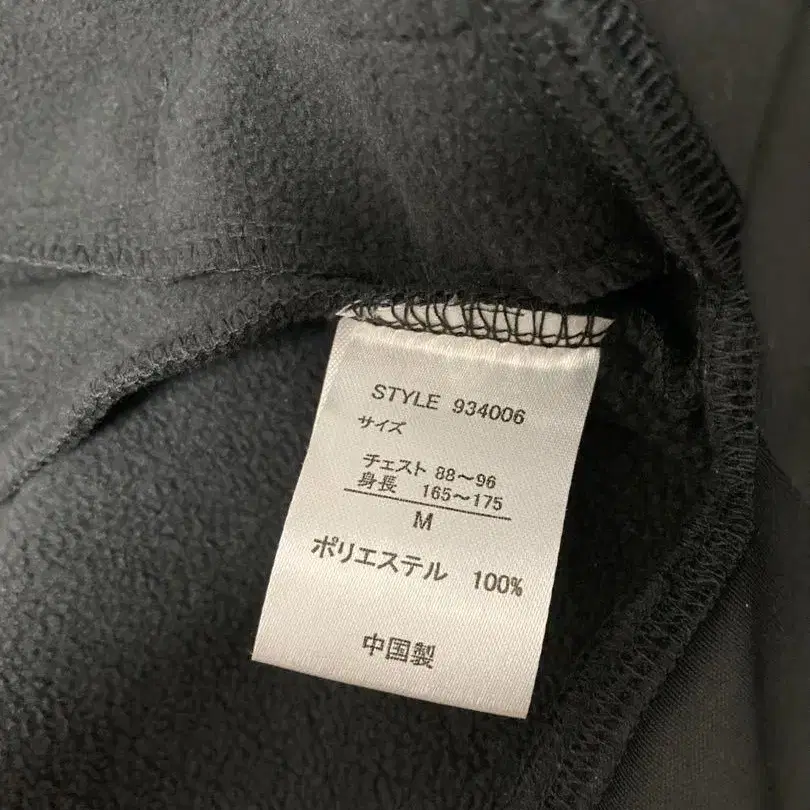 STYLE 934006
サイズ
チェスト 88～96
身長 165～175
M
ポリエステル 100%
中国製